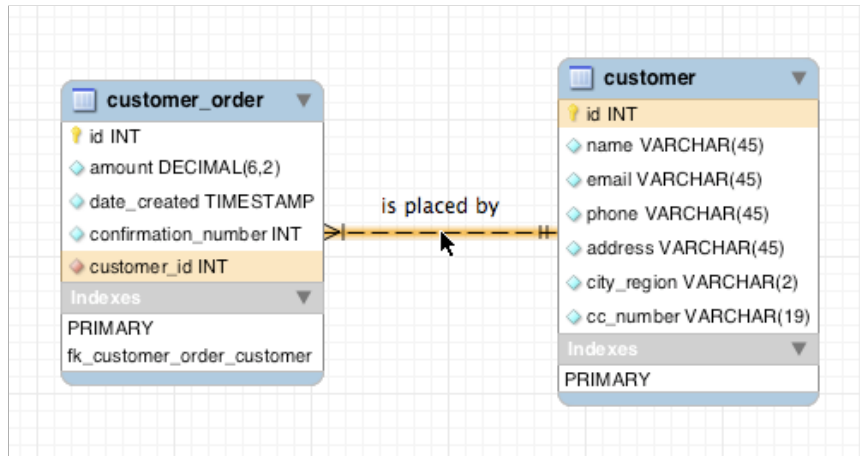 customer_order
id INT
amount DECIMAL(6,2)
date_created TIMESTAMP
confirmation_number INT
customer_id INT
Indexes
PRIMARY
fk_customer_order_customer
is placed by
customer
id INT
name VARCHAR(45)
email VARCHAR(45)
phone VARCHAR(45)
address VARCHAR(45)
city_region VARCHAR(2)
cc_number VARCHAR(19)
Indexes
PRIMARY